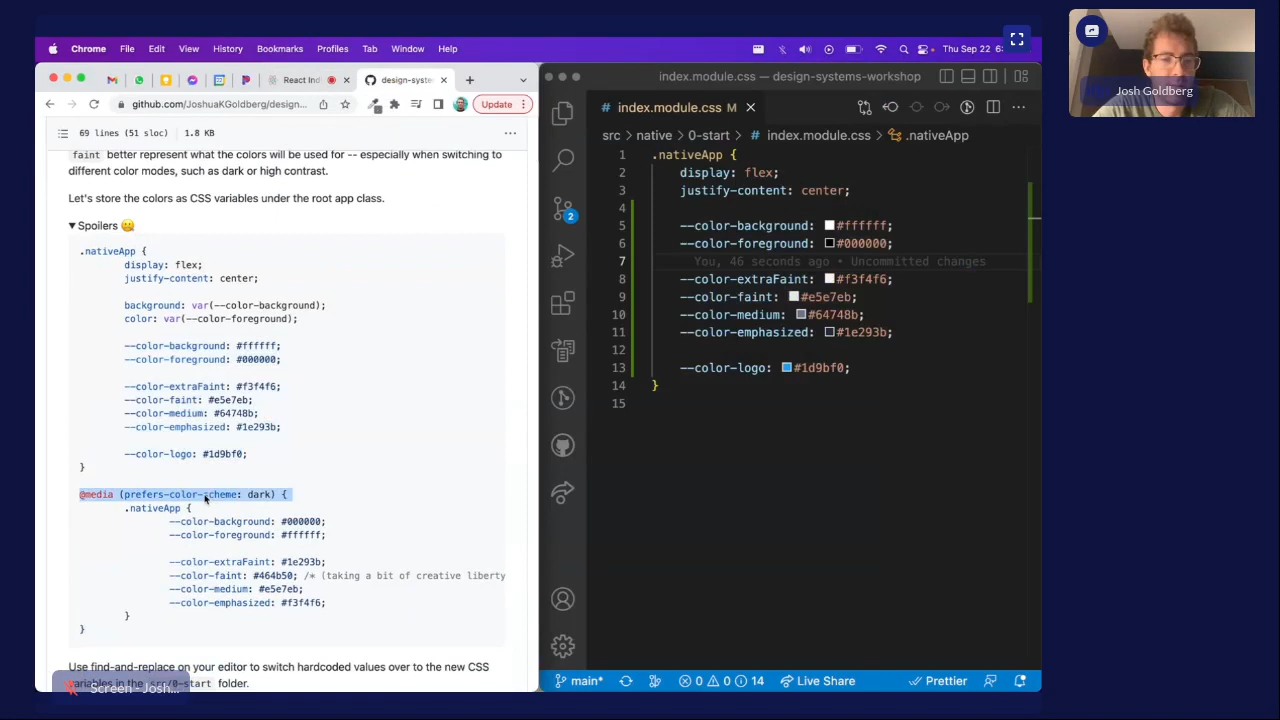 Chrome File Edit View History Bookmarks Profiles Tab Window Help
Thu Sep 22 6:
React Ind
design-syste
github.com/JoshuaKGoldberg/design...
Update
69 lines (51 sloc) 1.8 KB
faint better represent what the colors will be used for -- especially when switching to
different color modes, such as dark or high contrast.
Let's store the colors as CSS variables under the root app class.
▼ Spoilers 🤐
.nativeApp {
display: flex;
justify-content: center;
background: var(--color-background);
color: var(--color-foreground);
--color-background: #ffffff;
--color-foreground: #000000;
--color-extraFaint: #f3f4f6;
--color-faint: #e5e7eb;
--color-medium: #64748b;
--color-emphasized: #1e293b;
--color-logo: #1d9bf0;
}
@media (prefers-color-scheme: dark) {
.nativeApp {
--color-background: #000000;
--color-foreground: #ffffff;
--color-extraFaint: #1e293b;
--color-faint: #464b50; /* (taking a bit of creative liberty
--color-medium: #e5e7eb;
--color-emphasized: #f3f4f6;
}
}
Use find-and-replace on your editor to switch hardcoded values over to the new CSS
variables in the src/0-start folder.
Screen - Josh...
index.module.css — design-systems-workshop
# index.module.css M
src > native > 0-start > # index.module.css > .nativeApp
1 .nativeApp {
2 display: flex;
3 justify-content: center;
4
5 --color-background: #ffffff;
6 --color-foreground: #000000;
7 You, 46 seconds ago • Uncommitted changes
8 --color-extraFaint: #f3f4f6;
9 --color-faint: #e5e7eb;
10 --color-medium: #64748b;
11 --color-emphasized: #1e293b;
12
13 --color-logo: #1d9bf0;
14 }
15
2
main* 0 0 14 Live Share Prettier
Josh Goldberg